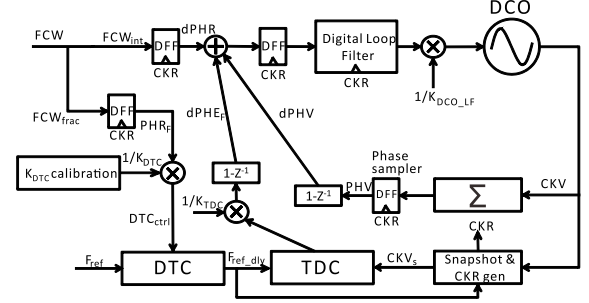 DCO
FCW
FCW_int
dPHR
DFF
CKR
+
DFF
CKR
Digital Loop
Filter
CKR
×
1/K_DCO_LF
FCW_frac
DFF
CKR
PHR_F
dPHE_F
dPHV
K_DTC calibration
1/K_DTC
×
1-Z⁻¹
1-Z⁻¹
PHV
Phase
sampler
DFF
CKR
Σ
CKV
1/K_TDC
×
DTC_ctrl
CKR
F_ref
DTC
F_ref_dly
TDC
CKV_s
Snapshot &
CKR gen